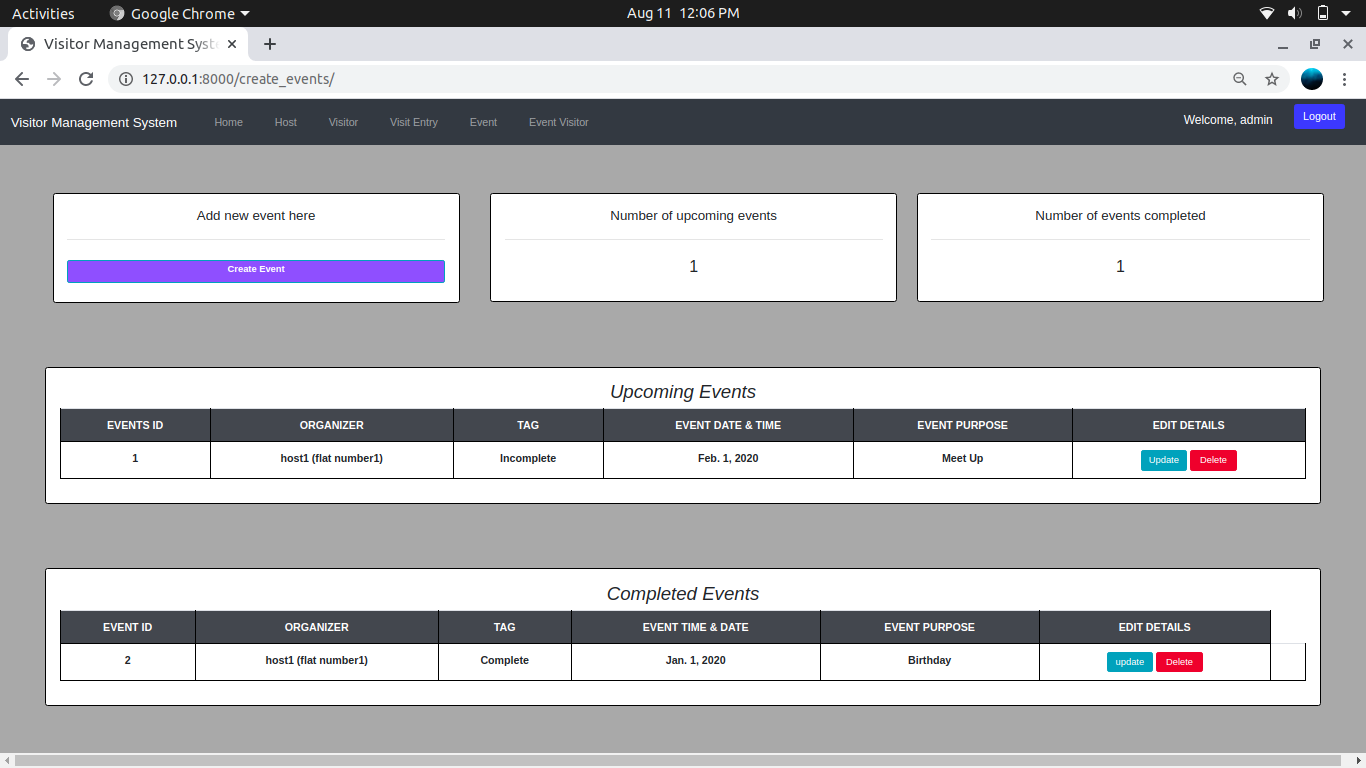 Activities Google Chrome Aug 11 12:06 PM
Visitor Management Syst
127.0.0.1:8000/create_events/
Visitor Management System Home Host Visitor Visit Entry Event Event Visitor Welcome, admin Logout
Add new event here
Create Event
Number of upcoming events
1
Number of events completed
1
Upcoming Events
EVENTS ID ORGANIZER TAG EVENT DATE & TIME EVENT PURPOSE EDIT DETAILS
1 host1 (flat number1) Incomplete Feb. 1, 2020 Meet Up Update Delete
Completed Events
EVENT ID ORGANIZER TAG EVENT TIME & DATE EVENT PURPOSE EDIT DETAILS
2 host1 (flat number1) Complete Jan. 1, 2020 Birthday update Delete